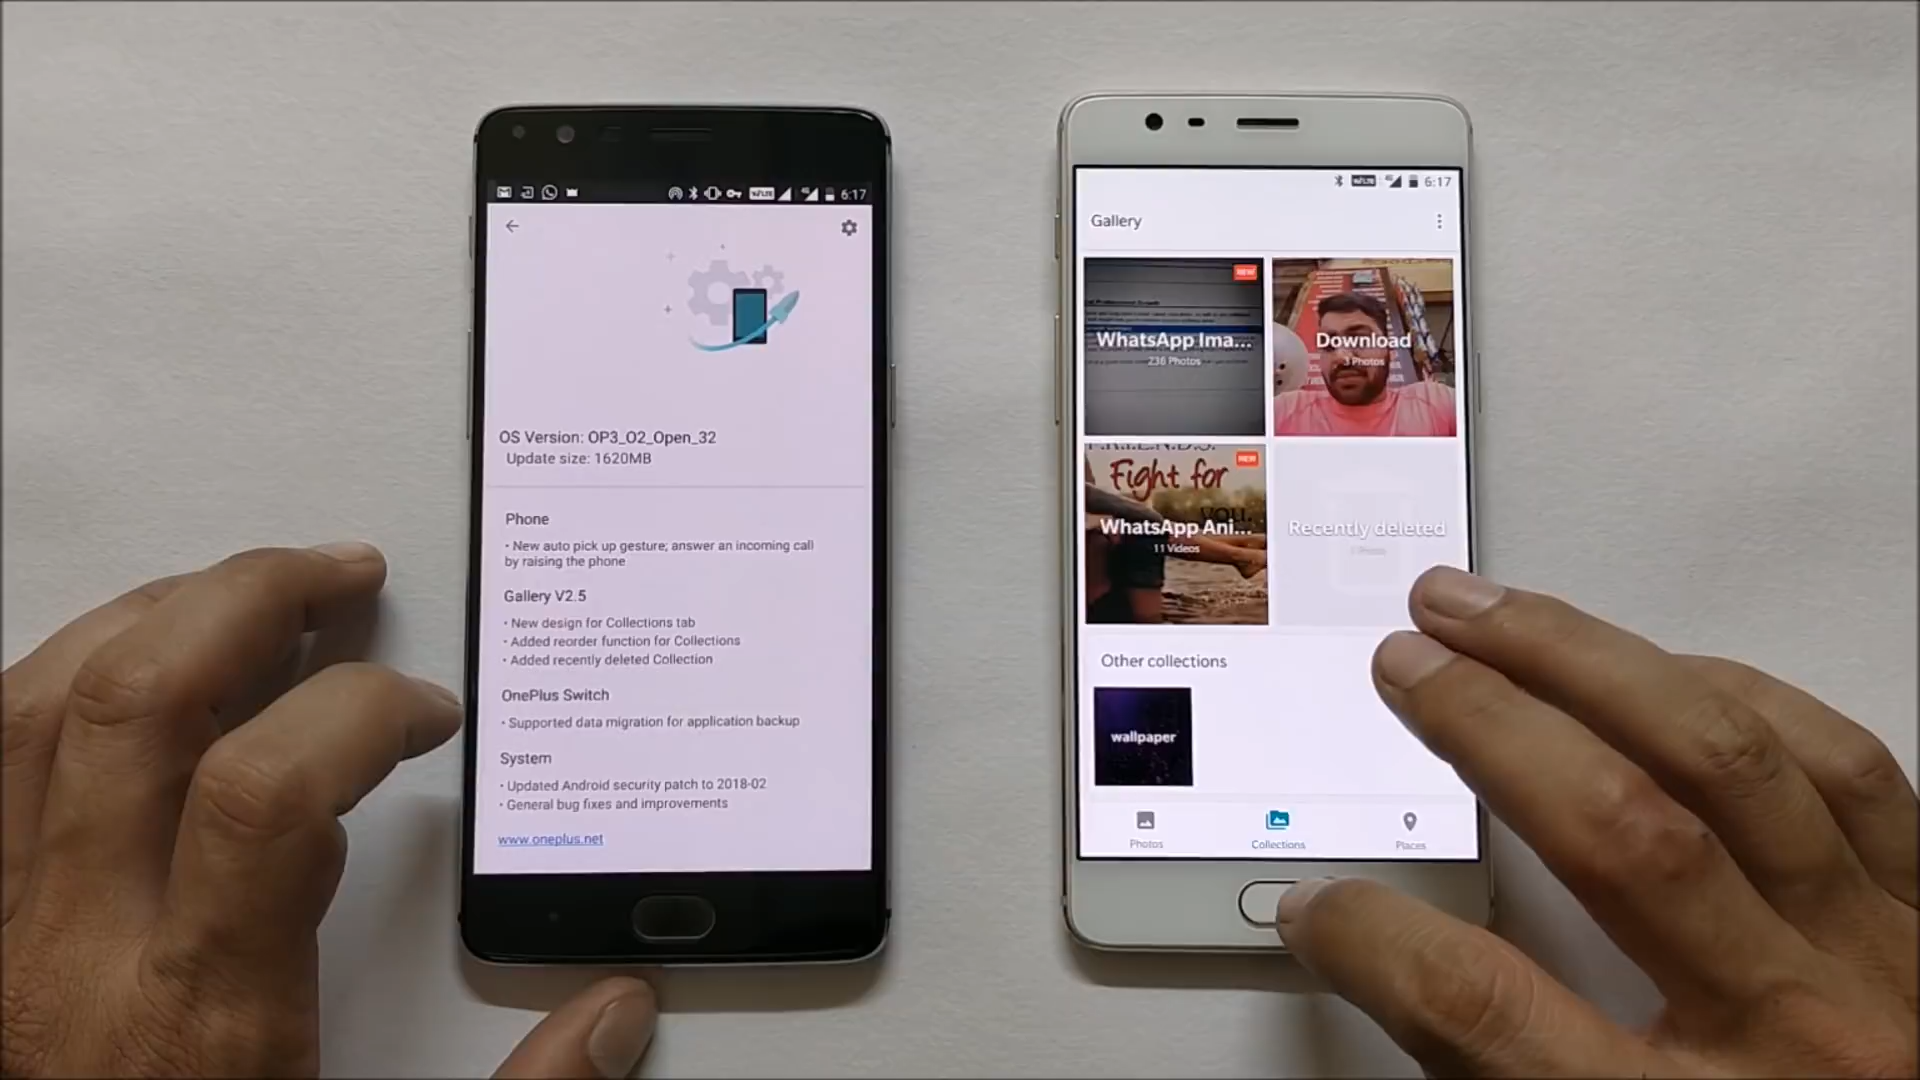 6:17
OS Version: OP3_O2_Open_32
Update size: 1620MB
Phone
· New auto pick up gesture; answer an incoming call
by raising the phone
Gallery V2.5
· New design for Collections tab
· Added reorder function for Collections
· Added recently deleted Collection
OnePlus Switch
· Supported data migration for application backup
System
· Updated Android security patch to 2018-02
· General bug fixes and improvements
www.oneplus.net
6:17
Gallery
NEW
WhatsApp Ima...
236 Photos
Download
3 Photos
F.R.I.E.N.D.S.
NEW
Fight for
you.
WhatsApp Ani...
11 Videos
Recently deleted
Other collections
wallpaper
Photos
Collections
Places